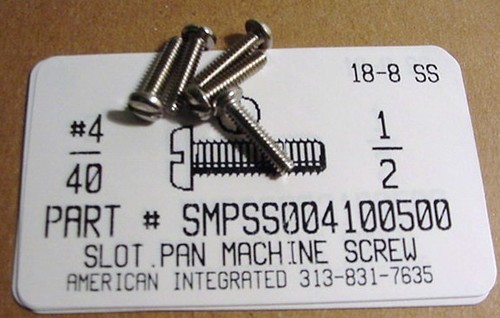 18-8 SS
#4
40
1
2
PART # SMPSS004100500
SLOT.PAN MACHINE SCREW
AMERICAN INTEGRATED 313-831-7635